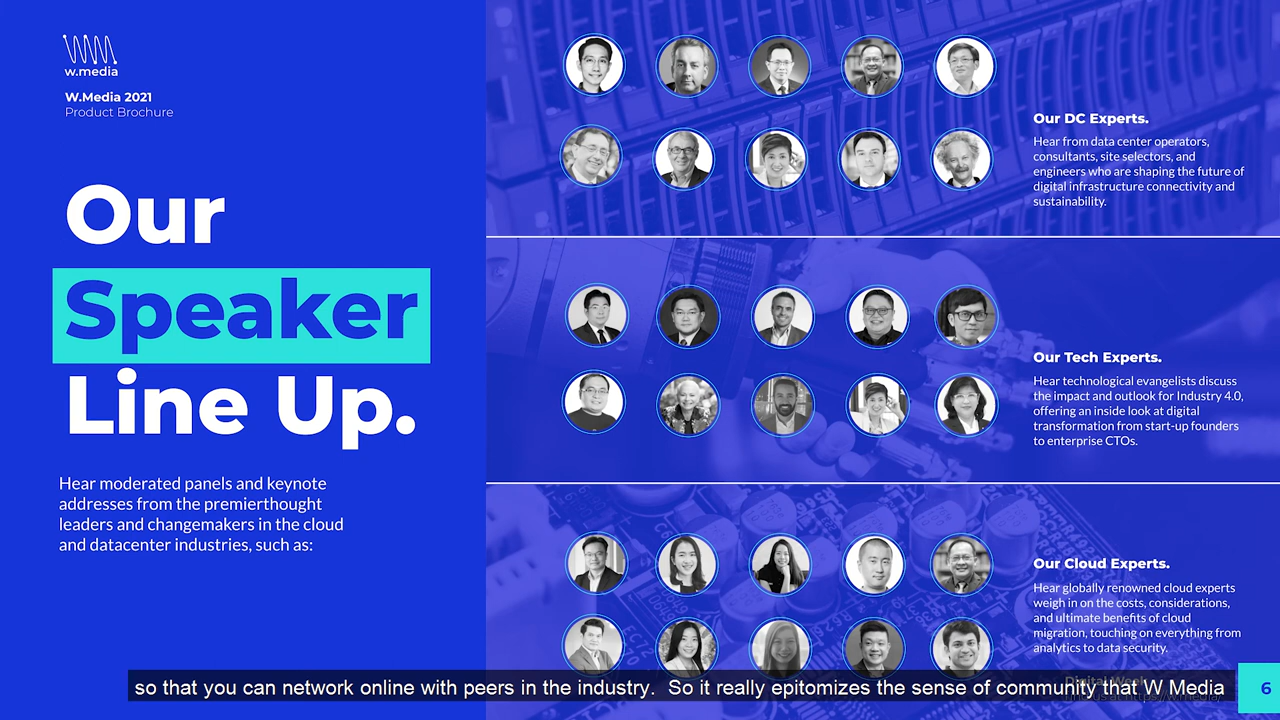 w.media
W.Media 2021
Product Brochure
Our
Speaker
Line Up.
Hear moderated panels and keynote
addresses from the premierthought
leaders and changemakers in the cloud
and datacenter industries, such as:
Our DC Experts.
Hear from data center operators,
consultants, site selectors, and
engineers who are shaping the future of
digital infrastructure connectivity and
sustainability.
Our Tech Experts.
Hear technological evangelists discuss
the impact and outlook for Industry 4.0,
offering an inside look at digital
transformation from start-up founders
to enterprise CTOs.
Our Cloud Experts.
Hear globally renowned cloud experts
weigh in on the costs, considerations,
and ultimate benefits of cloud
migration, touching on everything from
analytics to data security.
Digital Week
so that you can network online with peers in the industry. So it really epitomizes the sense of community that W Media
6